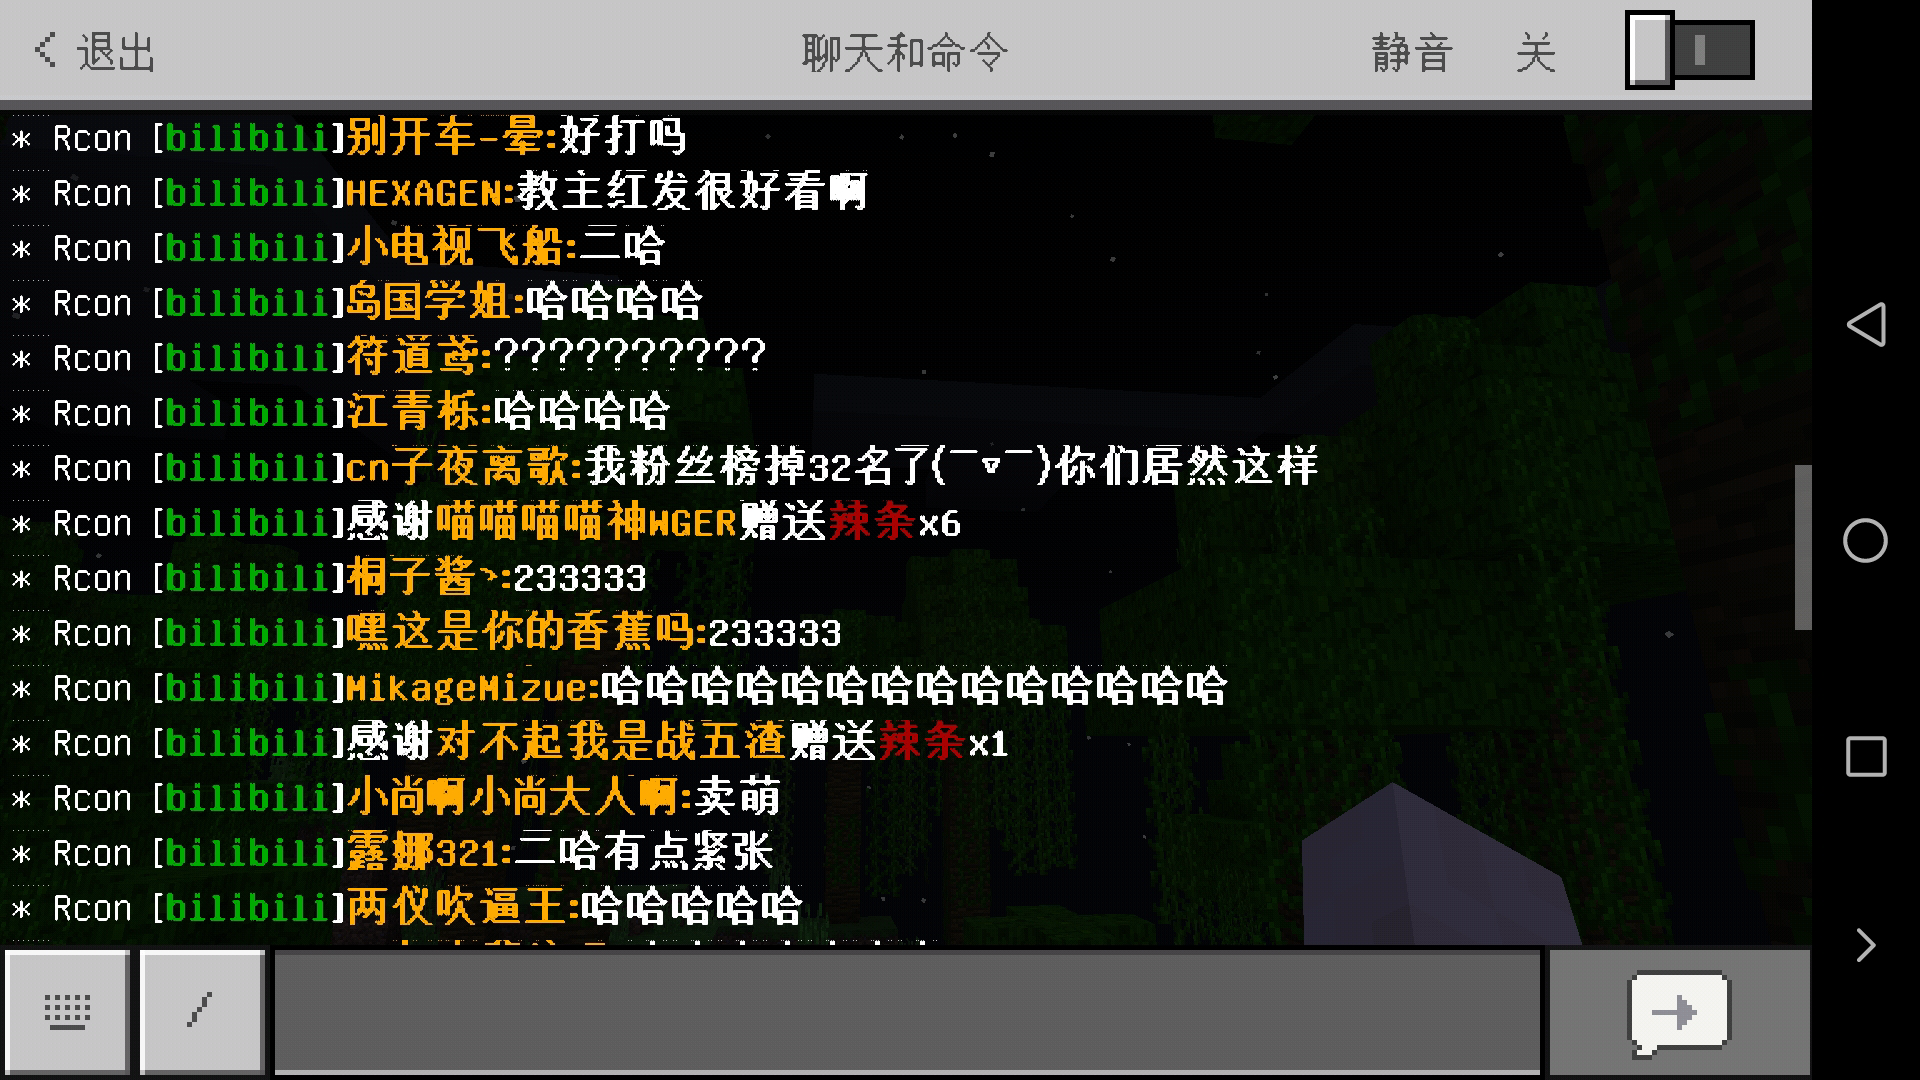 退出
聊天和命令
静音 关
* Rcon [bilibili]别开车-晕:好打吗
* Rcon [bilibili]HEXAGEN:教主红发很好看啊
* Rcon [bilibili]小电视飞船:二哈
* Rcon [bilibili]岛国学姐:哈哈哈哈
* Rcon [bilibili]符道鸢:??????????
* Rcon [bilibili]江青栎:哈哈哈哈
* Rcon [bilibili]cn子夜离歌:我粉丝榜掉32名了(￣▿￣)你们居然这样
* Rcon [bilibili]感谢喵喵喵喵神WGER赠送辣条x6
* Rcon [bilibili]桐子酱丶:233333
* Rcon [bilibili]嘿这是你的香蕉吗:233333
* Rcon [bilibili]MikageMizue:哈哈哈哈哈哈哈哈哈哈哈哈哈哈
* Rcon [bilibili]感谢对不起我是战五渣赠送辣条x1
* Rcon [bilibili]小尚啊小尚大人啊:卖萌
* Rcon [bilibili]露娜321:二哈有点紧张
* Rcon [bilibili]两仪吹逼王:哈哈哈哈哈
/